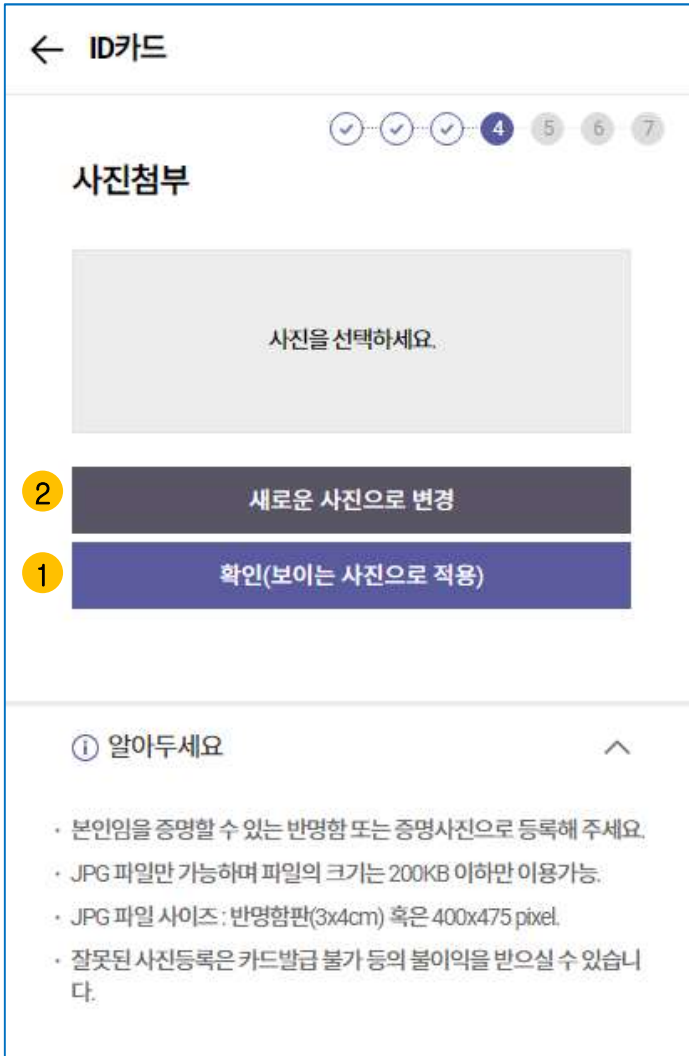 ← ID카드
4 5 6 7
사진첨부
사진을 선택하세요.
2 새로운 사진으로 변경
1 확인(보이는 사진으로 적용)
알아두세요
· 본인임을 증명할 수 있는 반명함 또는 증명사진으로 등록해 주세요.
· JPG 파일만 가능하며 파일의 크기는 200KB 이하만 이용가능.
· JPG 파일 사이즈 : 반명함판(3x4cm) 혹은 400x475 pixel.
· 잘못된 사진등록은 카드발급 불가 등의 불이익을 받으실 수 있습니
다.